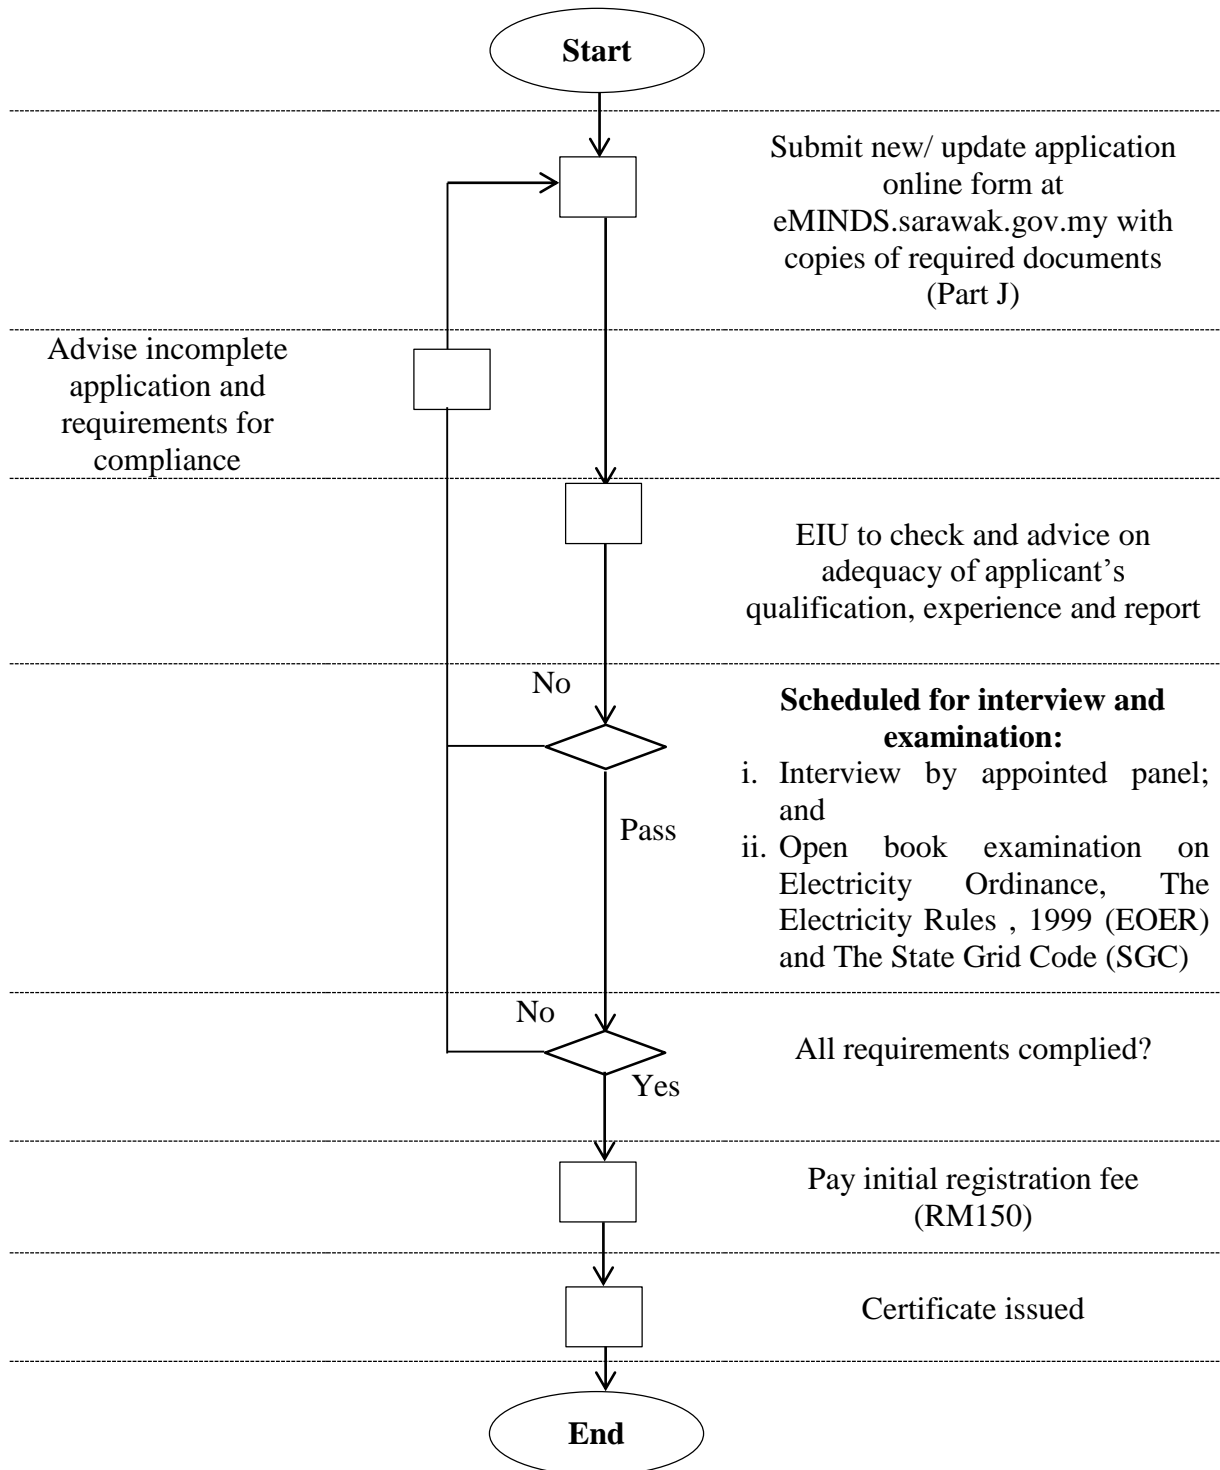 Start
Submit new/ update application
online form at
eMINDS.sarawak.gov.my with
copies of required documents
(Part J)
Advise incomplete
application and
requirements for
compliance
EIU to check and advice on
adequacy of applicant’s
qualification, experience and report
No
Scheduled for interview and
examination:
i. Interview by appointed panel;
and
Pass
ii. Open book examination on
Electricity Ordinance, The
Electricity Rules , 1999 (EOER)
and The State Grid Code (SGC)
No
All requirements complied?
Yes
Pay initial registration fee
(RM150)
Certificate issued
End